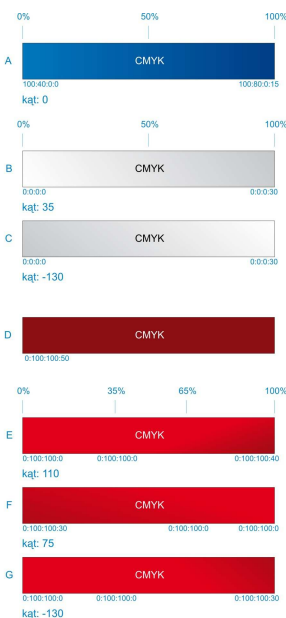 0% 50% 100%
A CMYK
100:40:0:0 100:80:0:15
kąt: 0
0% 50% 100%
B CMYK
0:0:0:0 0:0:0:30
kąt: 35
C CMYK
0:0:0:0 0:0:0:30
kąt: -130
D CMYK
0:100:100:50
0% 35% 65% 100%
E CMYK
0:100:100:0 0:100:100:0 0:100:100:40
kąt: 110
F CMYK
0:100:100:30 0:100:100:0 0:100:100:0
kąt: 75
G CMYK
0:100:100:0 0:100:100:0 0:100:100:30
kąt: -130